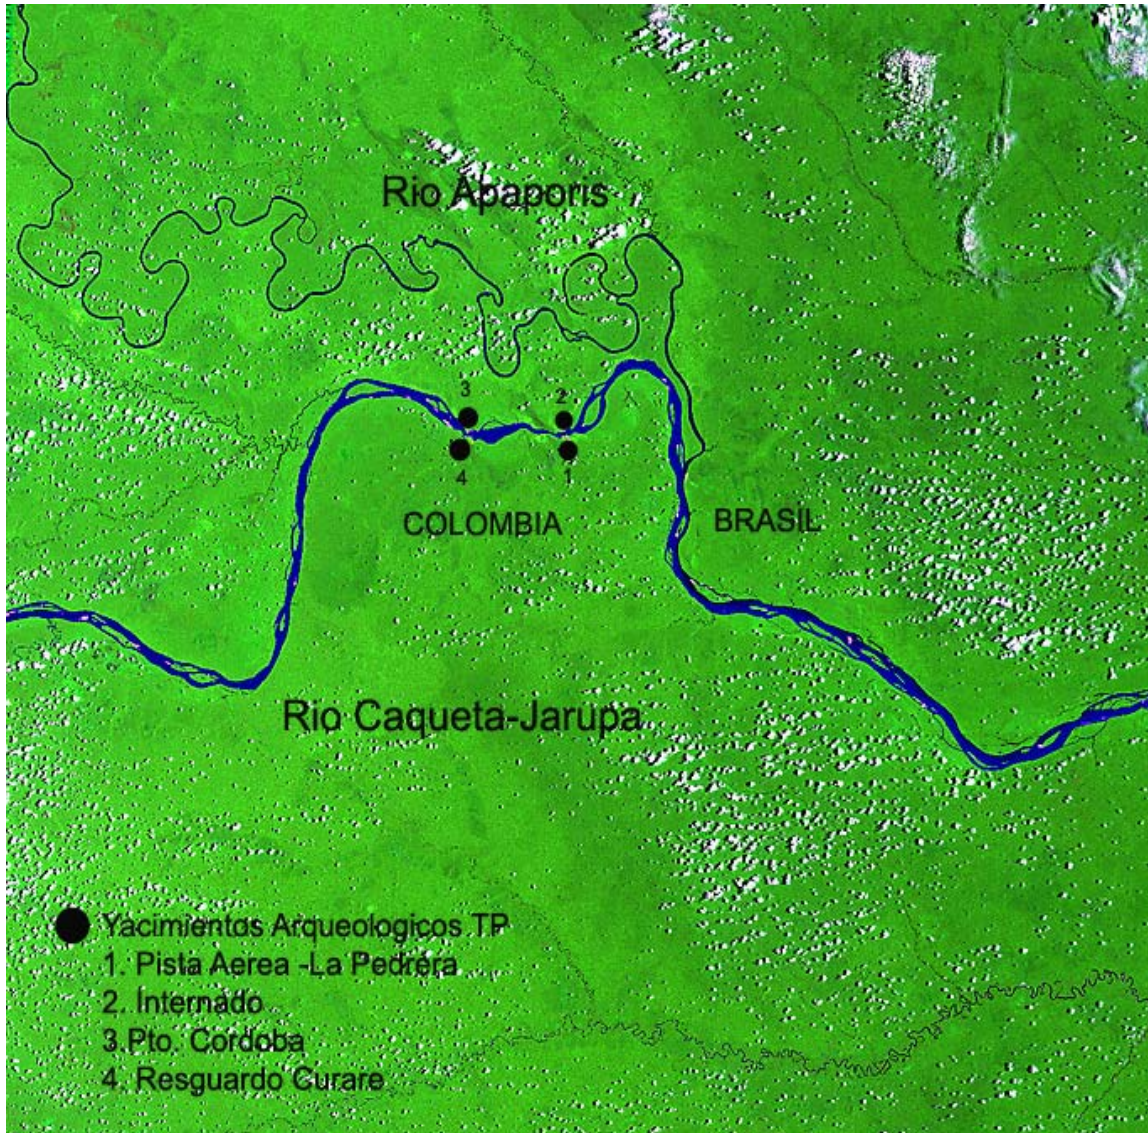 Rio Apaporis
3
2
4
1
COLOMBIA
BRASIL
Rio Caqueta-Jarupa
Yacimientos Arqueologicos TP
1. Pista Aerea -La Pedrera
2. Internado
3.Pto. Cordoba
4. Resguardo Curare